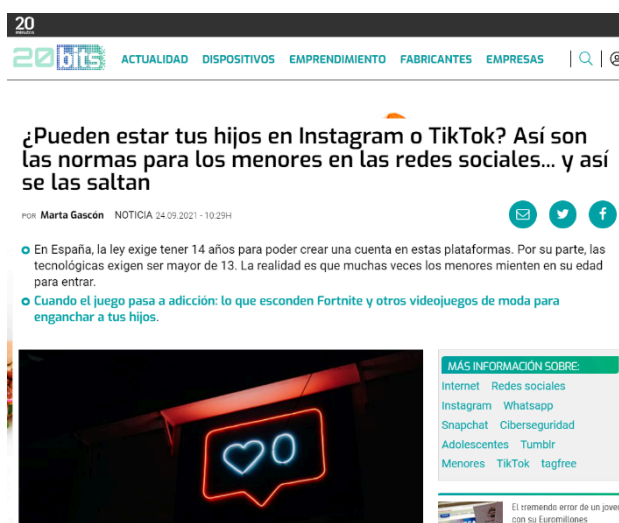 20
minutos
20bits
ACTUALIDAD DISPOSITIVOS EMPRENDIMIENTO FABRICANTES EMPRESAS
¿Pueden estar tus hijos en Instagram o TikTok? Así son
las normas para los menores en las redes sociales... y así
se las saltan
POR Marta Gascón NOTICIA 24.09.2021 - 10:29H
En España, la ley exige tener 14 años para poder crear una cuenta en estas plataformas. Por su parte, las
tecnológicas exigen ser mayor de 13. La realidad es que muchas veces los menores mienten en su edad
para entrar.
Cuando el juego pasa a adicción: lo que esconden Fortnite y otros videojuegos de moda para
enganchar a tus hijos.
0
MÁS INFORMACIÓN SOBRE:
Internet Redes sociales
Instagram Whatsapp
Snapchat Ciberseguridad
Adolescentes Tumblr
Menores TikTok tagfree
El tremendo error de un jove
con su Euromillones